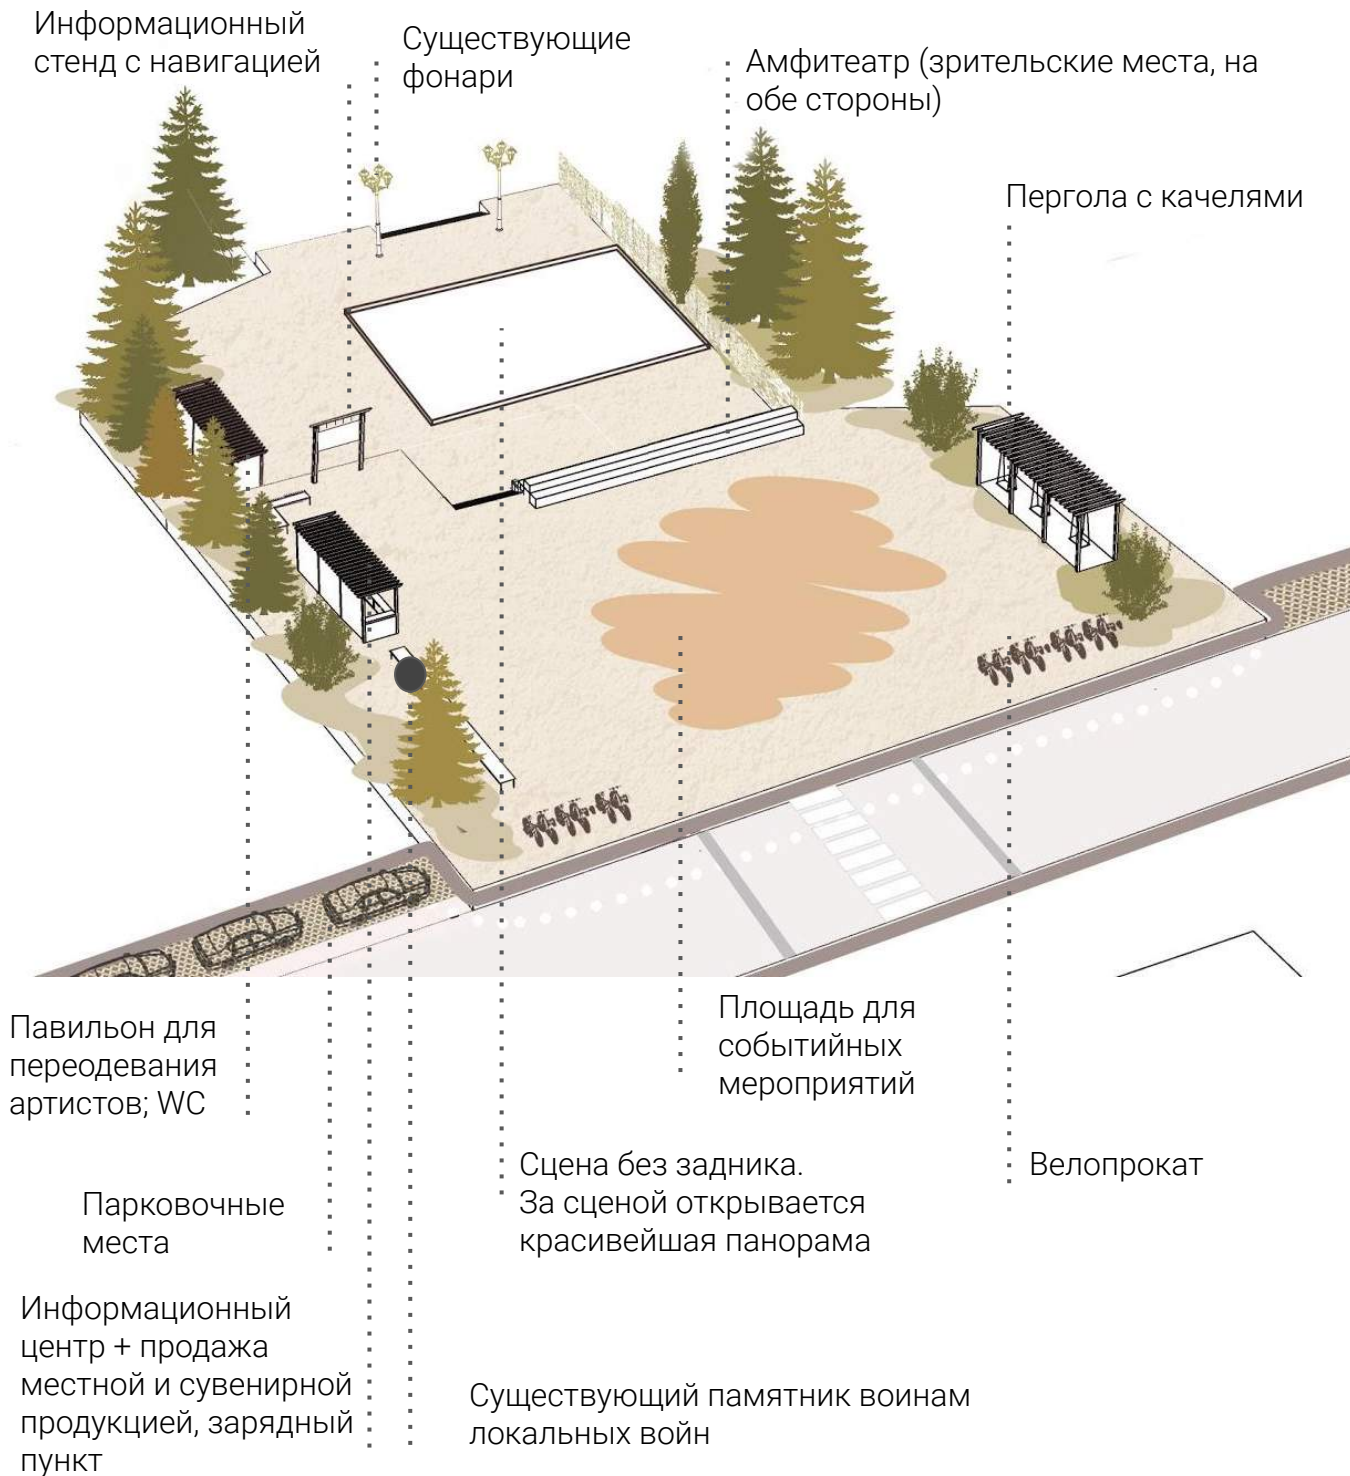 Информационный
стенд с навигацией
Существующие
фонари
Амфитеатр (зрительские места, на
обе стороны)
Пергола с качелями
Павильон для
переодевания
артистов; WC
Площадь для
событийных
мероприятий
Парковочные
места
Сцена без задника.
За сценой открывается
красивейшая панорама
Велопрокат
Информационный
центр + продажа
местной и сувенирной
продукцией, зарядный
пункт
Существующий памятник воинам
локальных войн